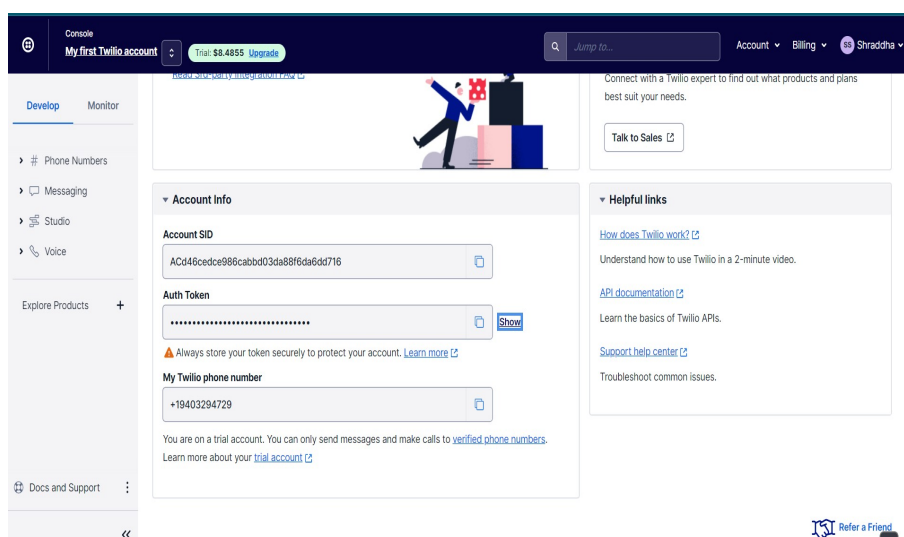 Console
My first Twilio account
Trial: $8.4855 Upgrade
Jump to...
Account
Billing
SS Shraddha
Develop
Monitor
# Phone Numbers
Messaging
Studio
Voice
Explore Products +
Docs and Support
«
Read 3rd-party integration FAQ
Connect with a Twilio expert to find out what products and plans
best suit your needs.
Talk to Sales
Account Info
Account SID
ACd46cedce986cabbd03da88f6da6dd716
Auth Token
••••••••••••••••••••••••••••••••
Show
Always store your token securely to protect your account. Learn more
My Twilio phone number
+19403294729
You are on a trial account. You can only send messages and make calls to verified phone numbers.
Learn more about your trial account
Helpful links
How does Twilio work?
Understand how to use Twilio in a 2-minute video.
API documentation
Learn the basics of Twilio APIs.
Support help center
Troubleshoot common issues.
Refer a Friend